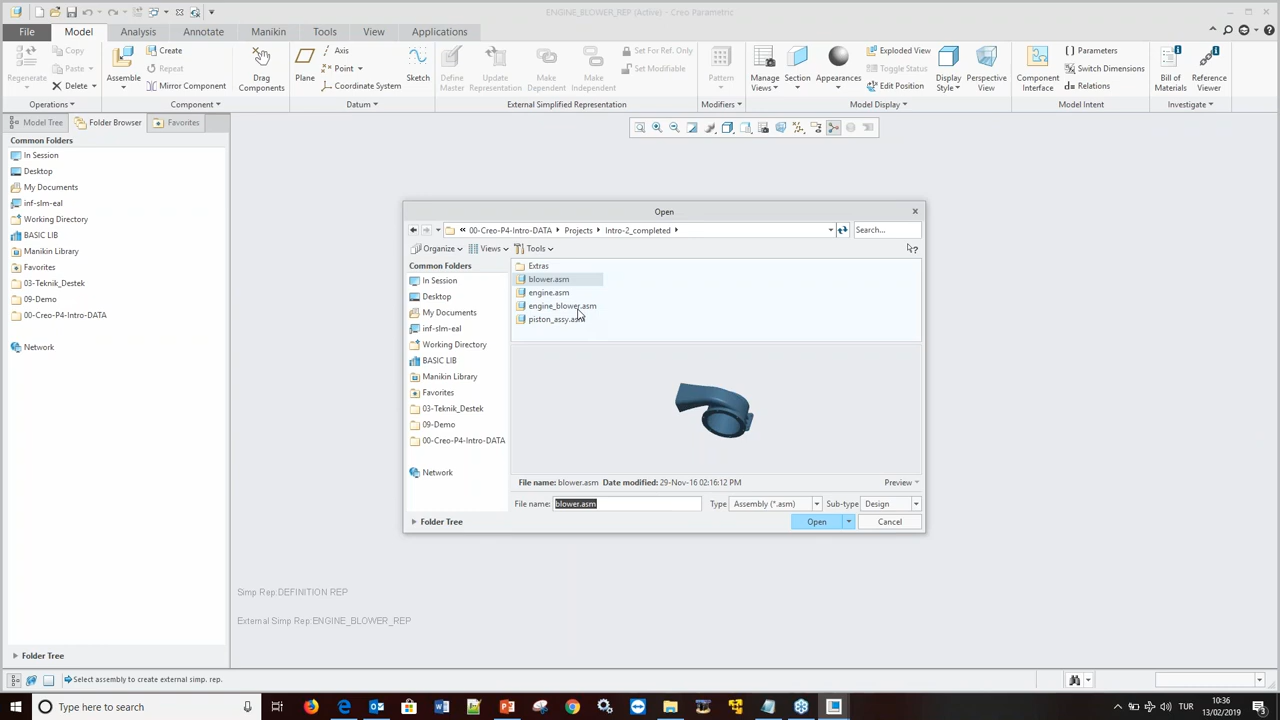 ENGINE_BLOWER_REP (Active) - Creo Parametric
File Model Analysis Annotate Manikin Tools View Applications
Regenerate
Copy
Paste
Delete
Operations
Assemble
Create
Repeat
Mirror Component
Component
Drag Components
Plane
Axis
Point
Coordinate System
Sketch
Datum
Define Master
Update Representation
Make Dependent
Make Independent
Set For Ref. Only
Set Modifiable
External Simplified Representation
Pattern
Modifiers
Manage Views
Section
Appearances
Exploded View
Toggle Status
Edit Position
Display Style
Perspective View
Model Display
Component Interface
Parameters
Switch Dimensions
Relations
Model Intent
Bill of Materials
Reference Viewer
Investigate
Model Tree Folder Browser Favorites
Common Folders
In Session
Desktop
My Documents
inf-slm-eal
Working Directory
BASIC LIB
Manikin Library
Favorites
03-Teknik_Destek
09-Demo
00-Creo-P4-Intro-DATA
Network
Folder Tree
Open
00-Creo-P4-Intro-DATA Projects Intro-2_completed
Search...
Organize Views Tools
Common Folders
In Session
Desktop
My Documents
inf-slm-eal
Working Directory
BASIC LIB
Manikin Library
Favorites
03-Teknik_Destek
09-Demo
00-Creo-P4-Intro-DATA
Network
Extras
blower.asm
engine.asm
engine_blower.asm
piston_assy.asm
File name: blower.asm Date modified: 29-Nov-16 02:16:12 PM Preview
File name: blower.asm Type Assembly (*.asm) Sub-type Design
Folder Tree Open Cancel
Simp Rep:DEFINITION REP
External Simp Rep:ENGINE_BLOWER_REP
Select assembly to create external simp. rep.
Type here to search
TUR
10:36
13/02/2019